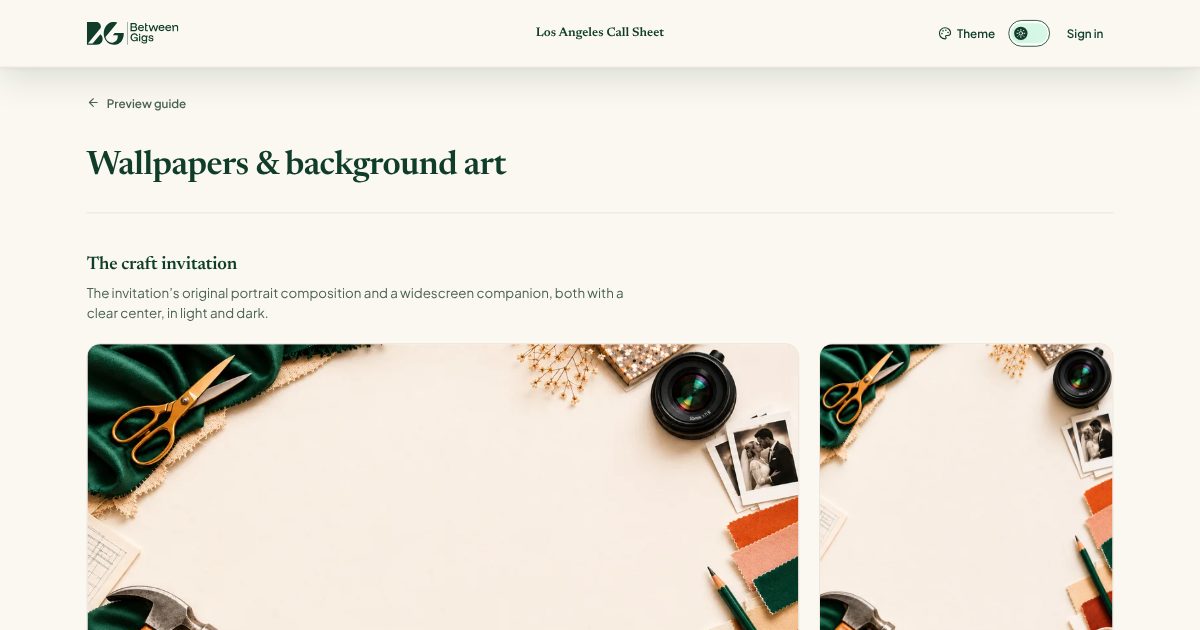 Between
Gigs
Los Angeles Call Sheet
Theme
Sign in
Preview guide
Wallpapers & background art
The craft invitation
The invitation's original portrait composition and a widescreen companion, both with a
clear center, in light and dark.